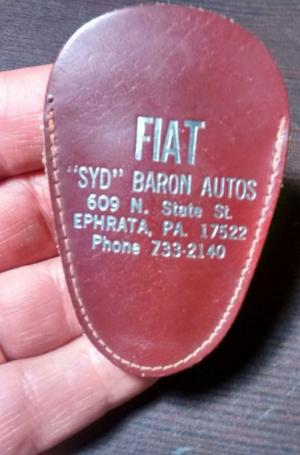 FIAT
"SYD" BARON AUTOS
609 N. State St.
EPHRATA, PA. 17522
Phone 733-2140